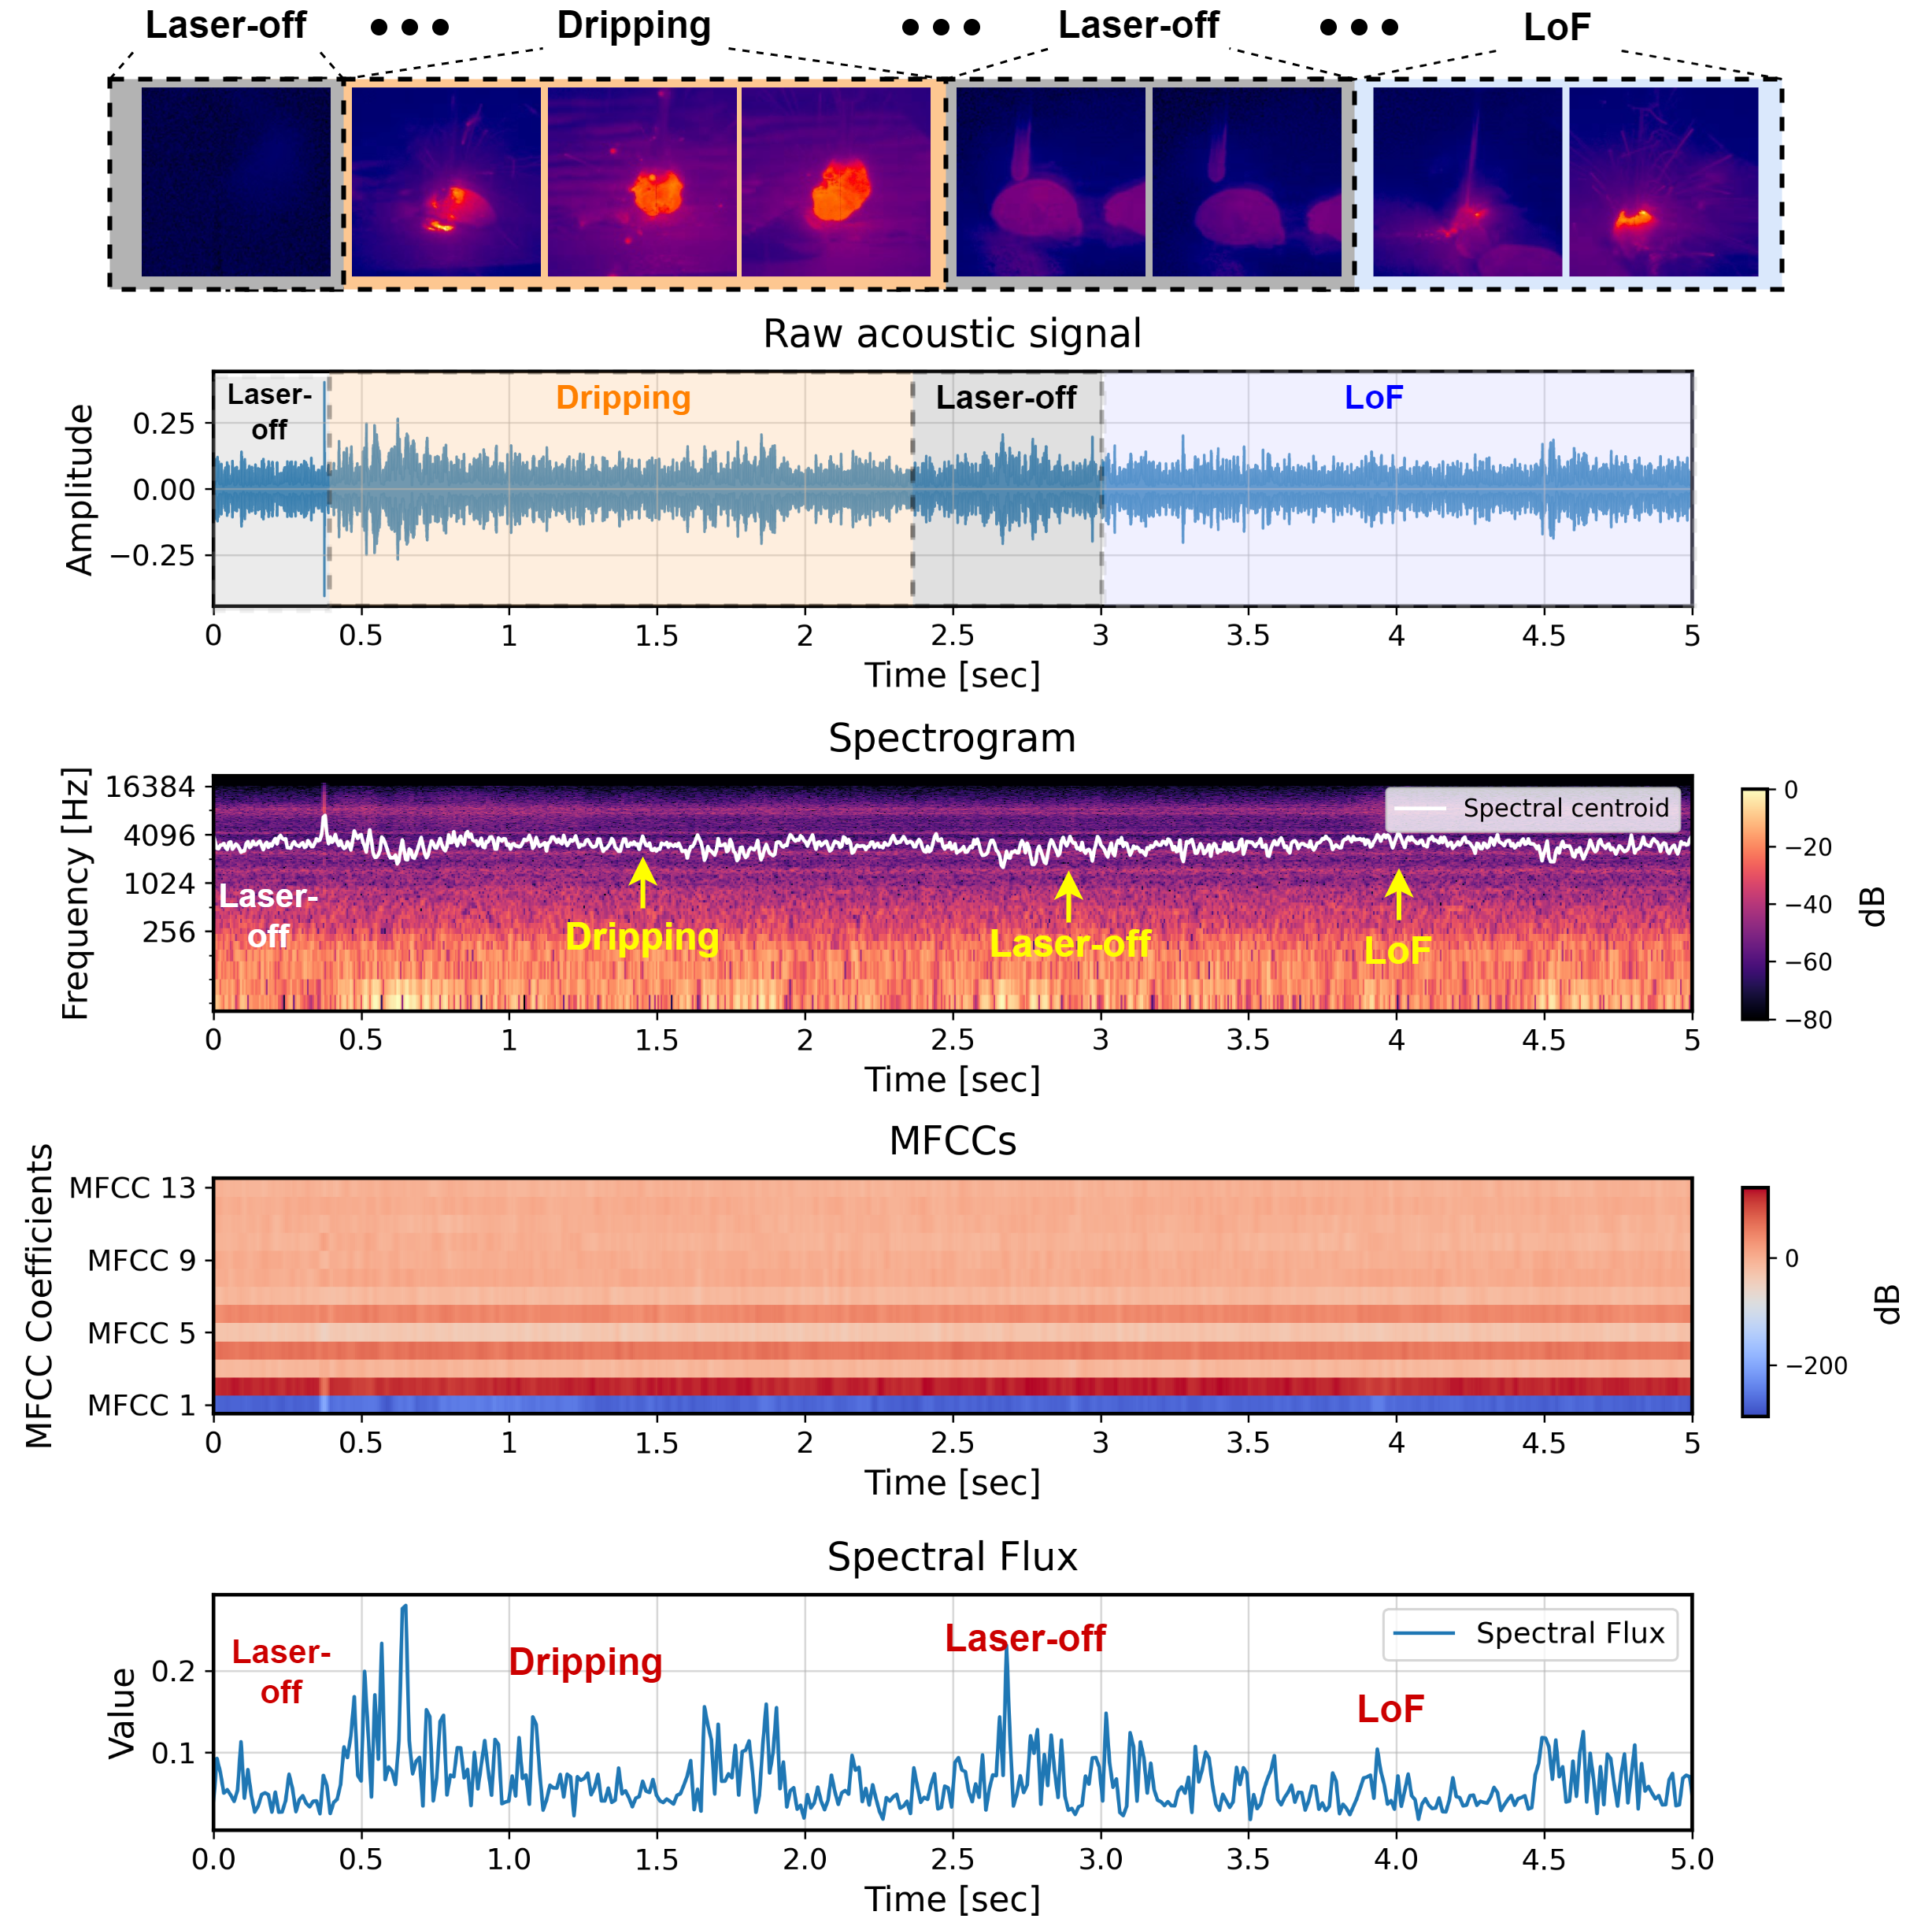 Laser-off ••• Dripping ••• Laser-off ••• LoF
Raw acoustic signal
Amplitude
0.25
0.00
−0.25
Laser-
off
Dripping
Laser-off
LoF
0 0.5 1 1.5 2 2.5 3 3.5 4 4.5 5
Time [sec]
Spectrogram
Frequency [Hz]
16384
4096
1024
256
Spectral centroid
Laser-
off
Dripping
Laser-off
LoF
0 0.5 1 1.5 2 2.5 3 3.5 4 4.5 5
Time [sec]
0
−20
−40
−60
−80
dB
MFCCs
MFCC Coefficients
MFCC 13
MFCC 9
MFCC 5
MFCC 1
0 0.5 1 1.5 2 2.5 3 3.5 4 4.5 5
Time [sec]
0
−200
dB
Spectral Flux
Value
0.2
0.1
Laser-
off
Dripping
Laser-off
LoF
Spectral Flux
0.0 0.5 1.0 1.5 2.0 2.5 3.0 3.5 4.0 4.5 5.0
Time [sec]